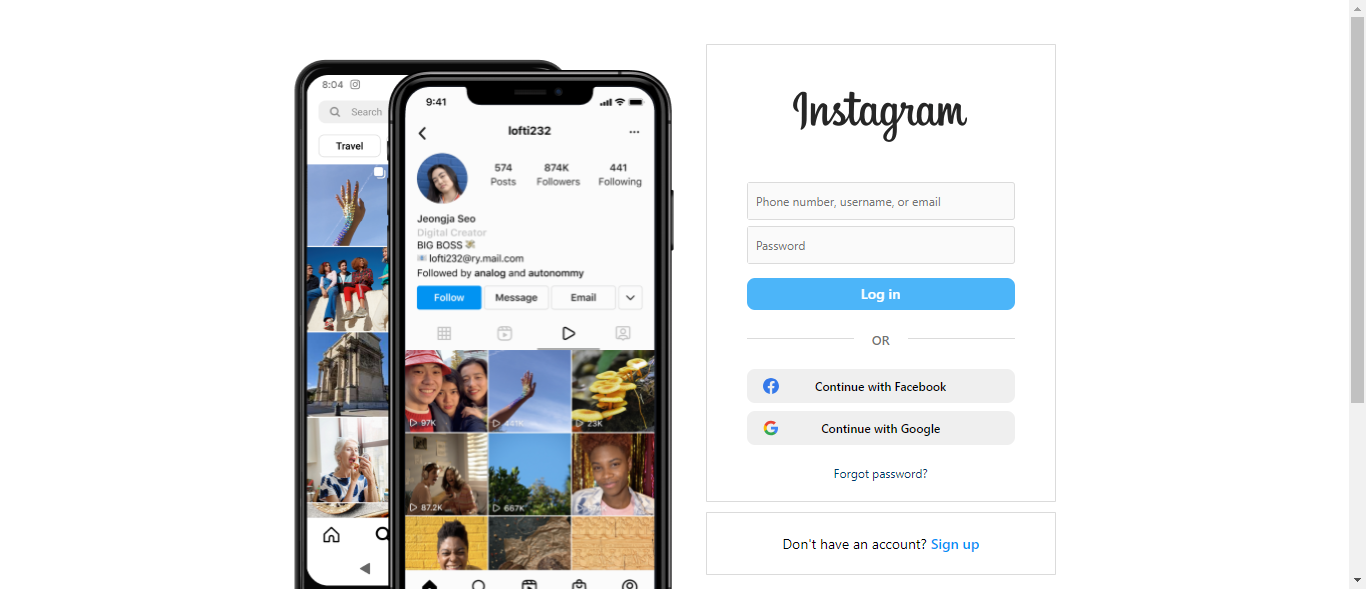 8:04
Search
Travel
9:41
lofti232
574 874K 441
Posts Followers Following
Jeongja Seo
Digital Creator
BIG BOSS
lofti232@ry.mail.com
Followed by analog and autonommy
Follow Message Email
97K 441K 23K
87.2K 667K
Instagram
Phone number, username, or email
Password
Log in
OR
Continue with Facebook
Continue with Google
Forgot password?
Don't have an account? Sign up